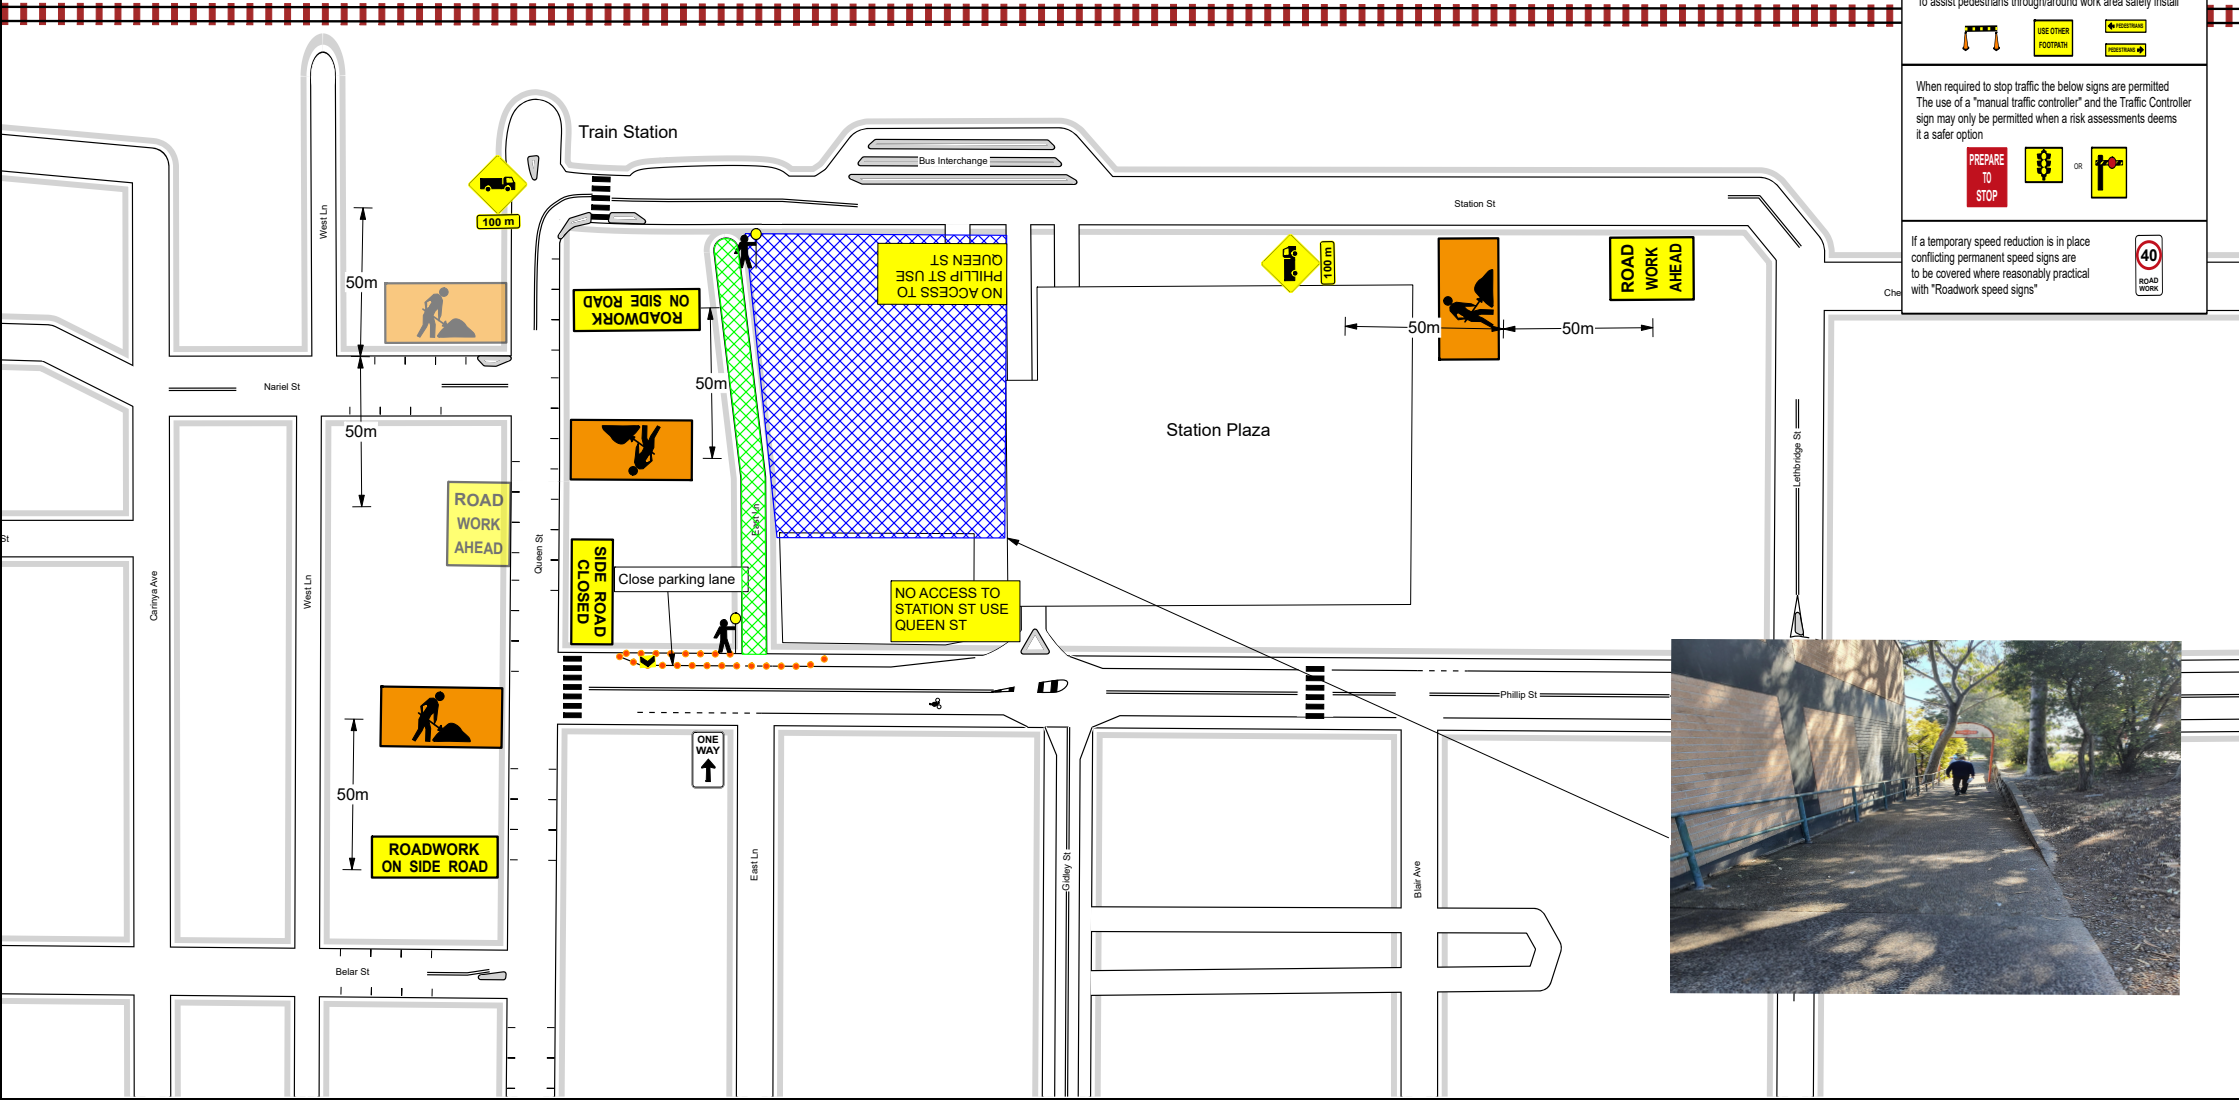 To assist pedestrians through/around work area safely install
USE OTHER
FOOTPATH
PEDESTRIANS
PEDESTRIANS
When required to stop traffic the below signs are permitted
The use of a "manual traffic controller" and the Traffic Controller
sign may only be permitted when a risk assessments deems
it a safer option
PREPARE
TO
STOP
OR
If a temporary speed reduction is in place
conflicting permanent speed signs are
to be covered where reasonably practical
with "Roadwork speed signs"
40
ROAD
WORK
Train Station
Bus Interchange
100 m
West Ln
50m
Station St
NO ACCESS TO
PHILLIP ST USE
QUEEN ST
100 m
ROAD
WORK
AHEAD
Che
ROADWORK
ON SIDE ROAD
50m
50m
50m
Nariel St
50m
Station Plaza
Lethbridge St
ROAD
WORK
AHEAD
St
Queen St
East Ln
SIDE ROAD
CLOSED
Close parking lane
NO ACCESS TO
STATION ST USE
QUEEN ST
Carinya Ave
West Ln
Phillip St
ONE
WAY
50m
ROADWORK
ON SIDE ROAD
East Ln
Gidley St
Blair Ave
Belar St